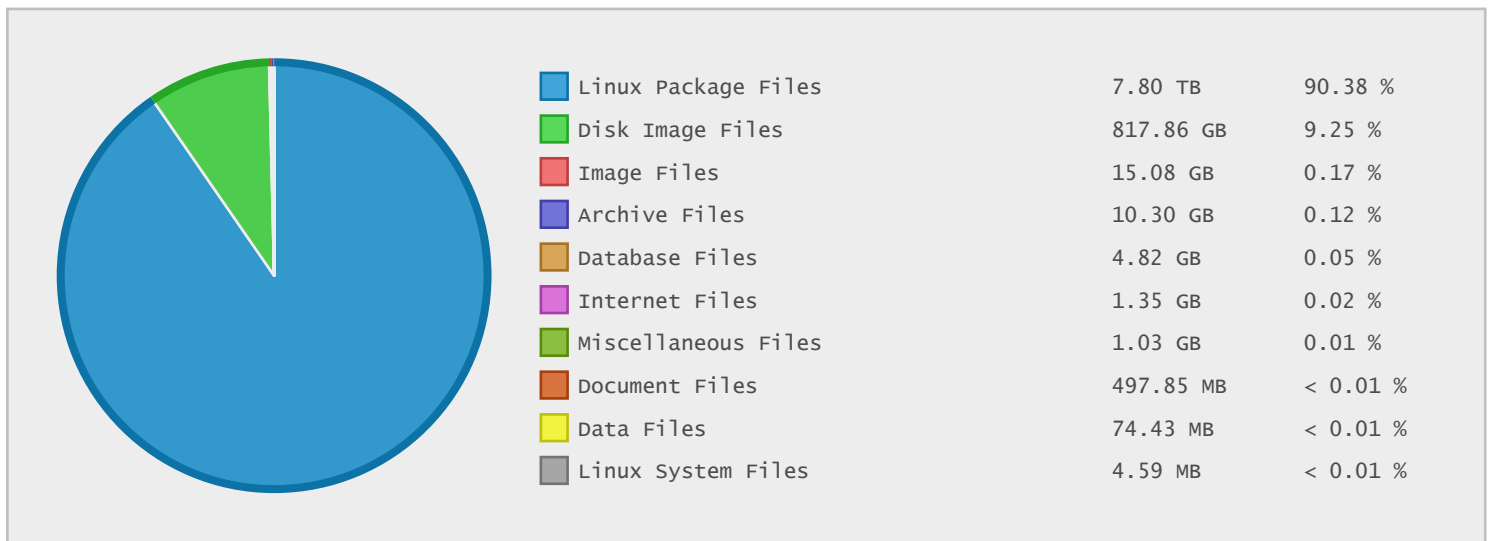 Linux Package Files 7.80 TB 90.38 %
Disk Image Files 817.86 GB 9.25 %
Image Files 15.08 GB 0.17 %
Archive Files 10.30 GB 0.12 %
Database Files 4.82 GB 0.05 %
Internet Files 1.35 GB 0.02 %
Miscellaneous Files 1.03 GB 0.01 %
Document Files 497.85 MB < 0.01 %
Data Files 74.43 MB < 0.01 %
Linux System Files 4.59 MB < 0.01 %